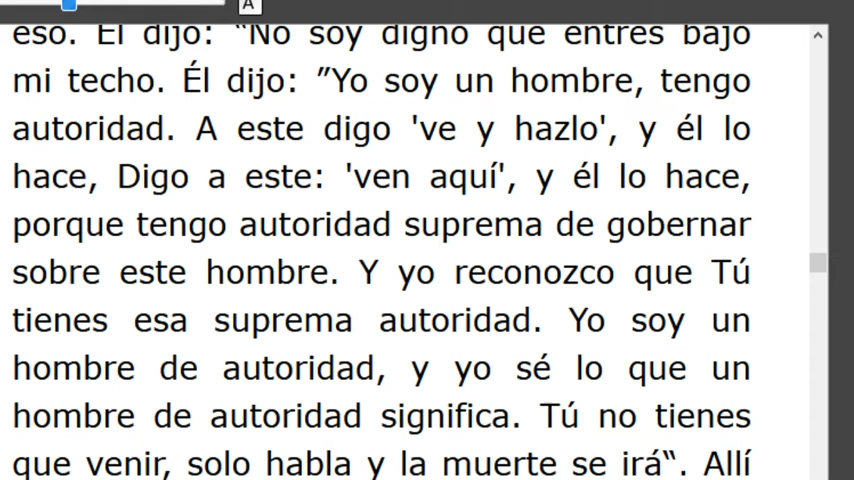 A
eso. Él dijo: “No soy digno que entres bajo
mi techo. Él dijo: ”Yo soy un hombre, tengo
autoridad. A este digo 've y hazlo', y él lo
hace, Digo a este: 'ven aquí', y él lo hace,
porque tengo autoridad suprema de gobernar
sobre este hombre. Y yo reconozco que Tú
tienes esa suprema autoridad. Yo soy un
hombre de autoridad, y yo sé lo que un
hombre de autoridad significa. Tú no tienes
que venir, solo habla y la muerte se irá“. Allí